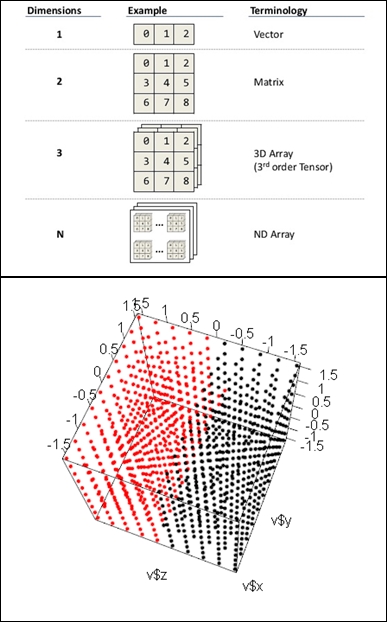 Dimensions Example Terminology
1 0 1 2 Vector
0 1 2
2 3 4 5 Matrix
6 7 8
0 1 2
3 3 4 5 3D Array
(3rd order Tensor)
6 7 8
N ... ND Array
...
1.5 1.5 1 0.5 0 -0.5 -1 -1.5
1 1.5
0.5 1
0 0.5
-0.5 0
-1 -0.5
-1.5 -1
-1.5
v$y
v$z v$x